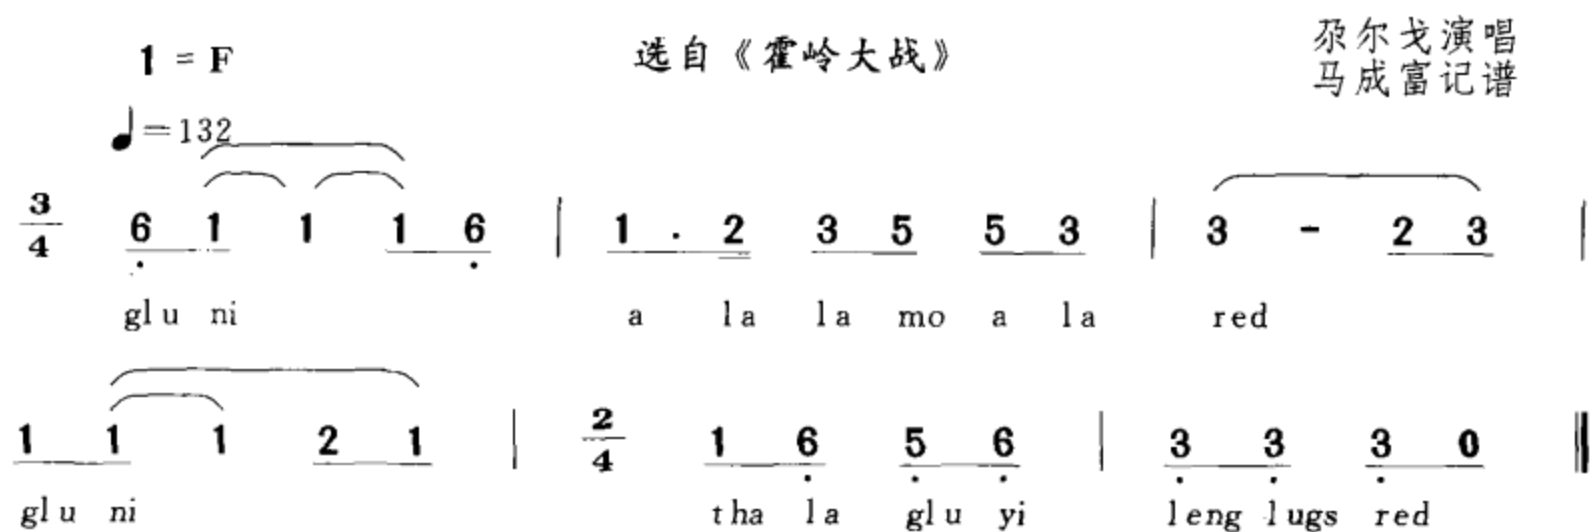 1 = F 选自《霍岭大战》 尕尔戈演唱
♩=132 马成富记谱
3/4 6̣ 1 1 1 6̣ | 1 · 2 3 5 5 3 | 3 - 2 3 |
glu ni a la la mo a la red
1 1 1 2 1 | 2/4 1 6̣ 5̣ 6̣ | 3̣ 3̣ 3̣ 0 ‖
glu ni tha la glu yi leng lugs red